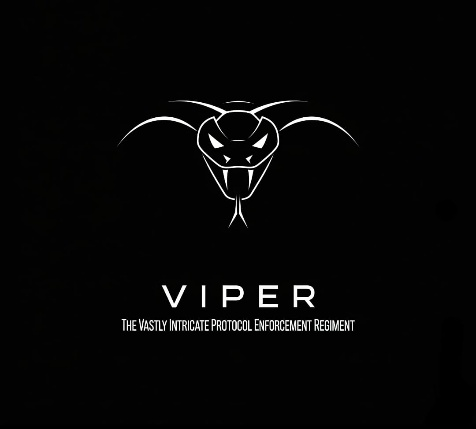 VIPER
The Vastly Intricate Protocol Enforcement Regiment